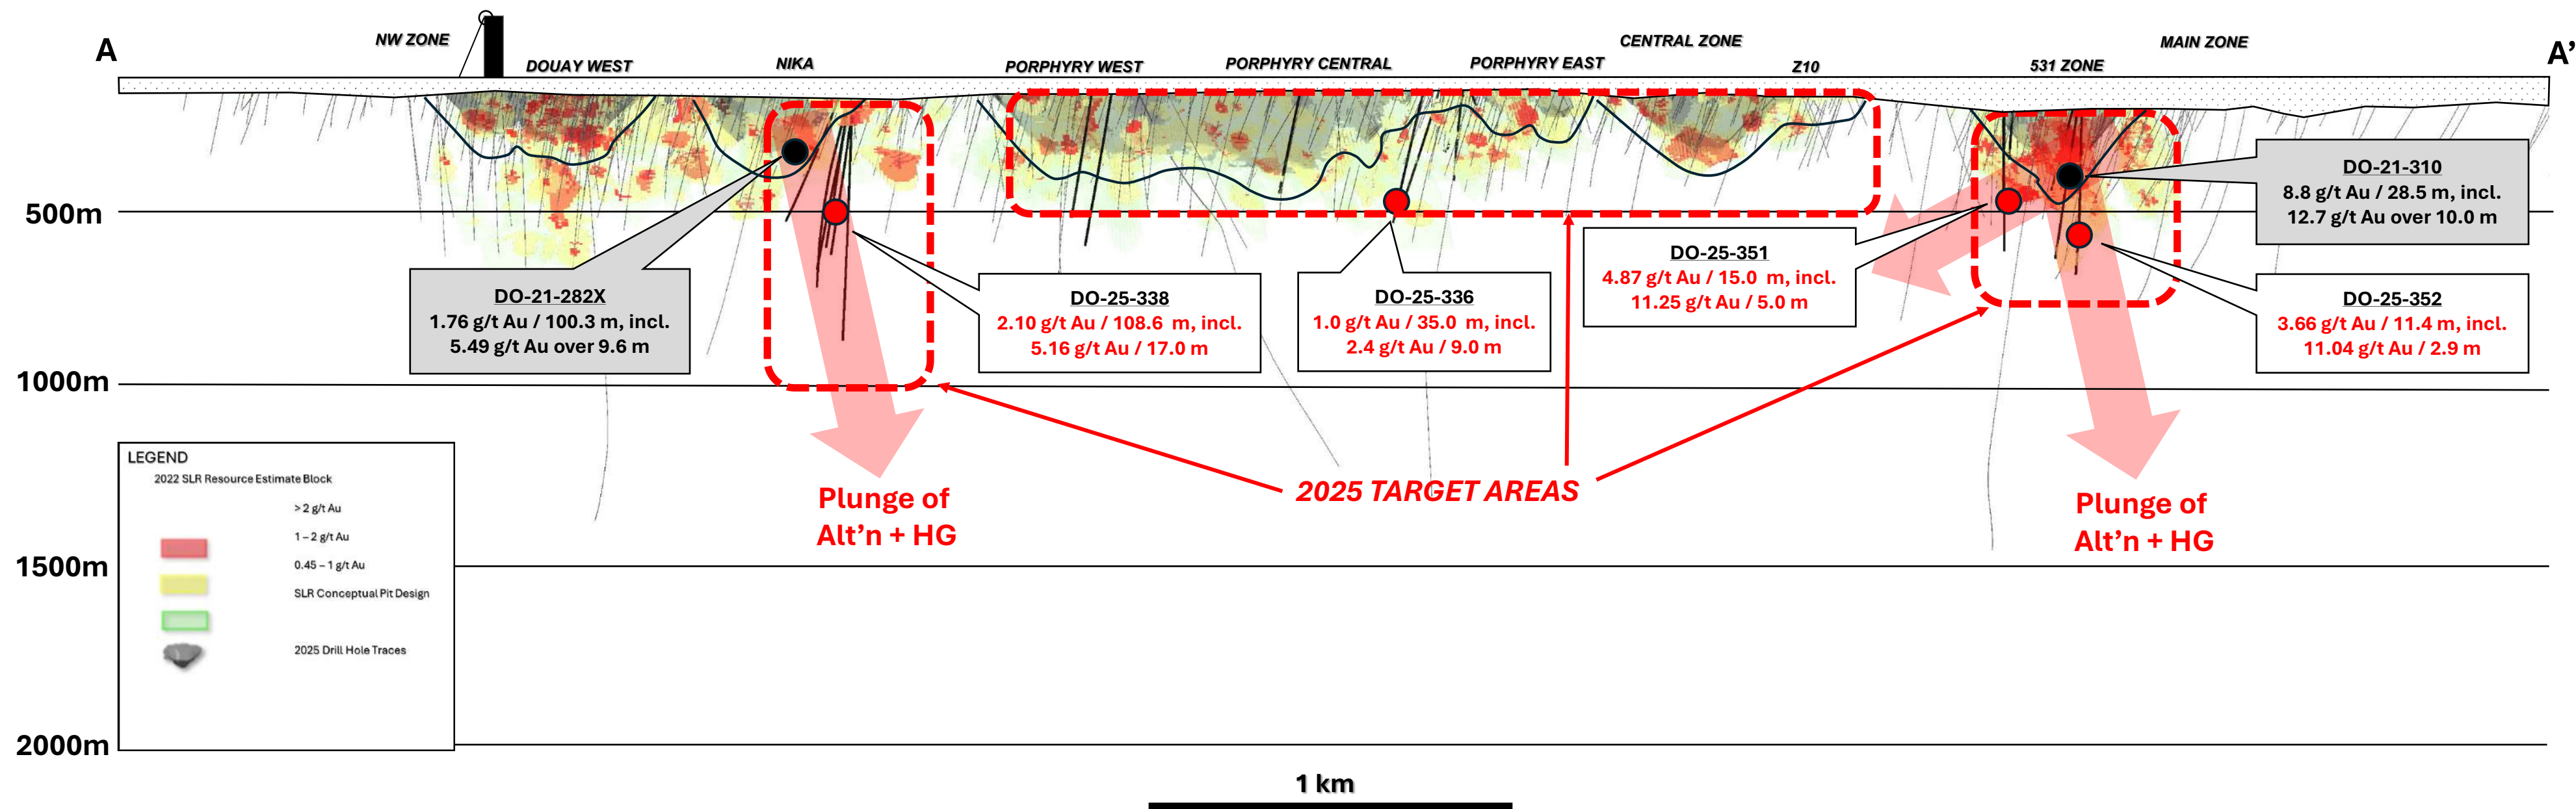 A
NW ZONE
DOUAY WEST
NIKA
PORPHYRY WEST
PORPHYRY CENTRAL
PORPHYRY EAST
CENTRAL ZONE
Z10
531 ZONE
MAIN ZONE
A’
500m
1000m
1500m
2000m
DO-21-282X
1.76 g/t Au / 100.3 m, incl.
5.49 g/t Au over 9.6 m
DO-25-338
2.10 g/t Au / 108.6 m, incl.
5.16 g/t Au / 17.0 m
DO-25-336
1.0 g/t Au / 35.0 m, incl.
2.4 g/t Au / 9.0 m
DO-25-351
4.87 g/t Au / 15.0 m, incl.
11.25 g/t Au / 5.0 m
DO-21-310
8.8 g/t Au / 28.5 m, incl.
12.7 g/t Au over 10.0 m
DO-25-352
3.66 g/t Au / 11.4 m, incl.
11.04 g/t Au / 2.9 m
Plunge of
Alt’n + HG
2025 TARGET AREAS
Plunge of
Alt’n + HG
LEGEND
2022 SLR Resource Estimate Block
> 2 g/t Au
1 – 2 g/t Au
0.45 – 1 g/t Au
SLR Conceptual Pit Design
2025 Drill Hole Traces
1 km